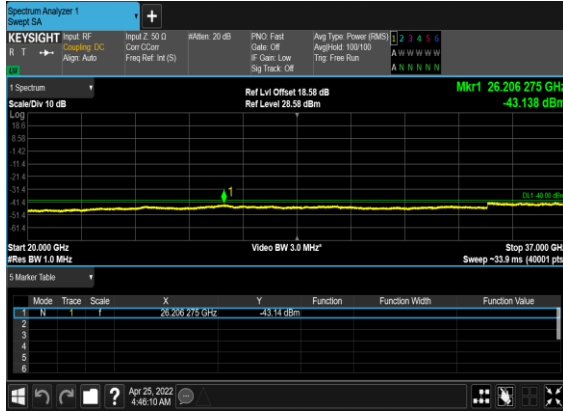 Spectrum Analyzer 1
Swept SA
+
KEYSIGHT Input: RF Input Z: 50 Ω #Atten: 20 dB PNO: Fast Avg Type: Power (RMS) 1 2 3 4 5 6
R T Coupling: DC Corr CCorr Gate: Off Avg|Hold: 100/100 A W W W W W
Align: Auto Freq Ref: Int (S) IF Gain: Low Trig: Free Run
Sig Track: Off A N N N N N
1 Spectrum Ref Lvl Offset 18.58 dB Mkr1 26.206 275 GHz
Scale/Div 10 dB Ref Level 28.58 dBm -43.138 dBm
Log
18.6
8.58
-1.42
-11.4
-21.4
-31.4
1
DL1 -40.00 dBm
-41.4
-51.4
-61.4
Start 20.000 GHz Video BW 3.0 MHz* Stop 37.000 GHz
#Res BW 1.0 MHz Sweep ~33.9 ms (40001 pts)
5 Marker Table
Mode Trace Scale X Y Function Function Width Function Value
1 N 1 f 26.206 275 GHz -43.14 dBm
2
3
4
5
6
? Apr 25, 2022
4:46:10 AM